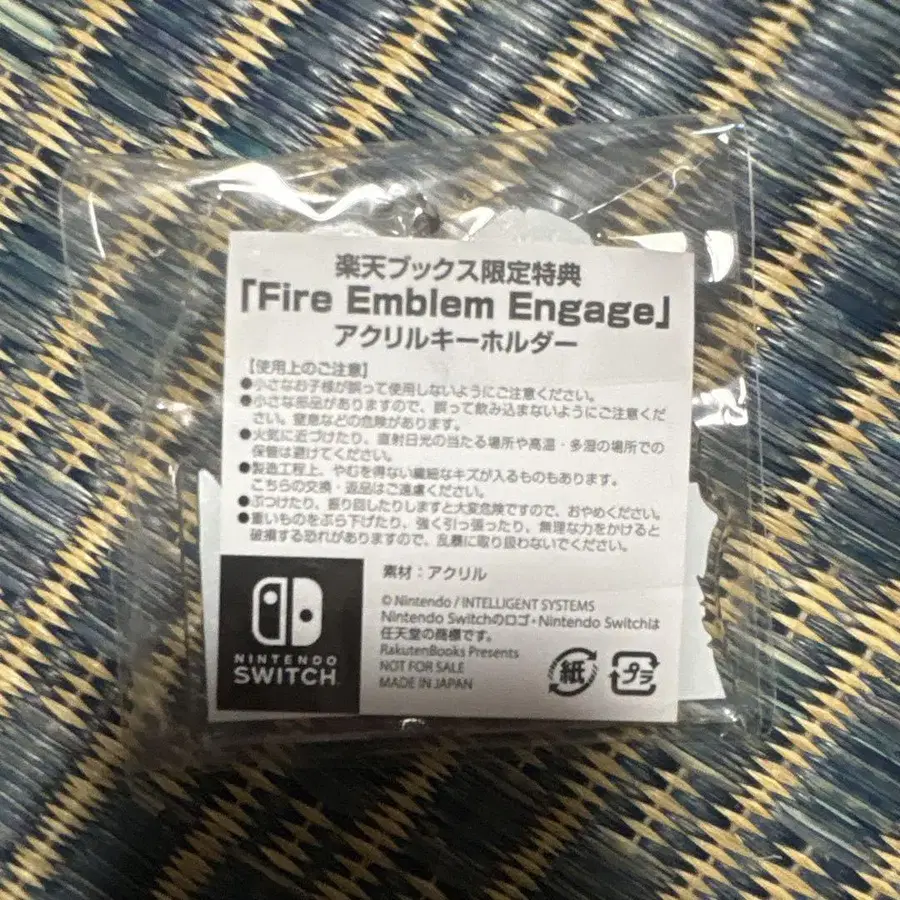 楽天ブックス限定特典
「Fire Emblem Engage」
アクリルキーホルダー
【使用上のご注意】
●小さなお子様が誤って使用しないようにご注意ください。
●小さな部品がありますので、誤って飲み込まないようにご注意くだ
さい。窒息などの危険があります。
●火気に近づけたり、直射日光の当たる場所や高温・多湿の場所での
保管は避けてください。
●製造工程上、やむを得ない繊細なキズが入るものもあります。
こちらの交換・返品はご遠慮ください。
●ぶつけたり、振り回したりしますと大変危険ですので、おやめください。
●重いものをぶら下げたり、強く引っ張ったり、無理な力をかけると
破損する恐れがありますので、乱暴に取り扱わないでください。
素材：アクリル
© Nintendo / INTELLIGENT SYSTEMS
Nintendo Switchのロゴ・Nintendo Switchは
任天堂の商標です。
RakutenBooks Presents
NOT FOR SALE
MADE IN JAPAN
NINTENDO
SWITCH
紙
プラ